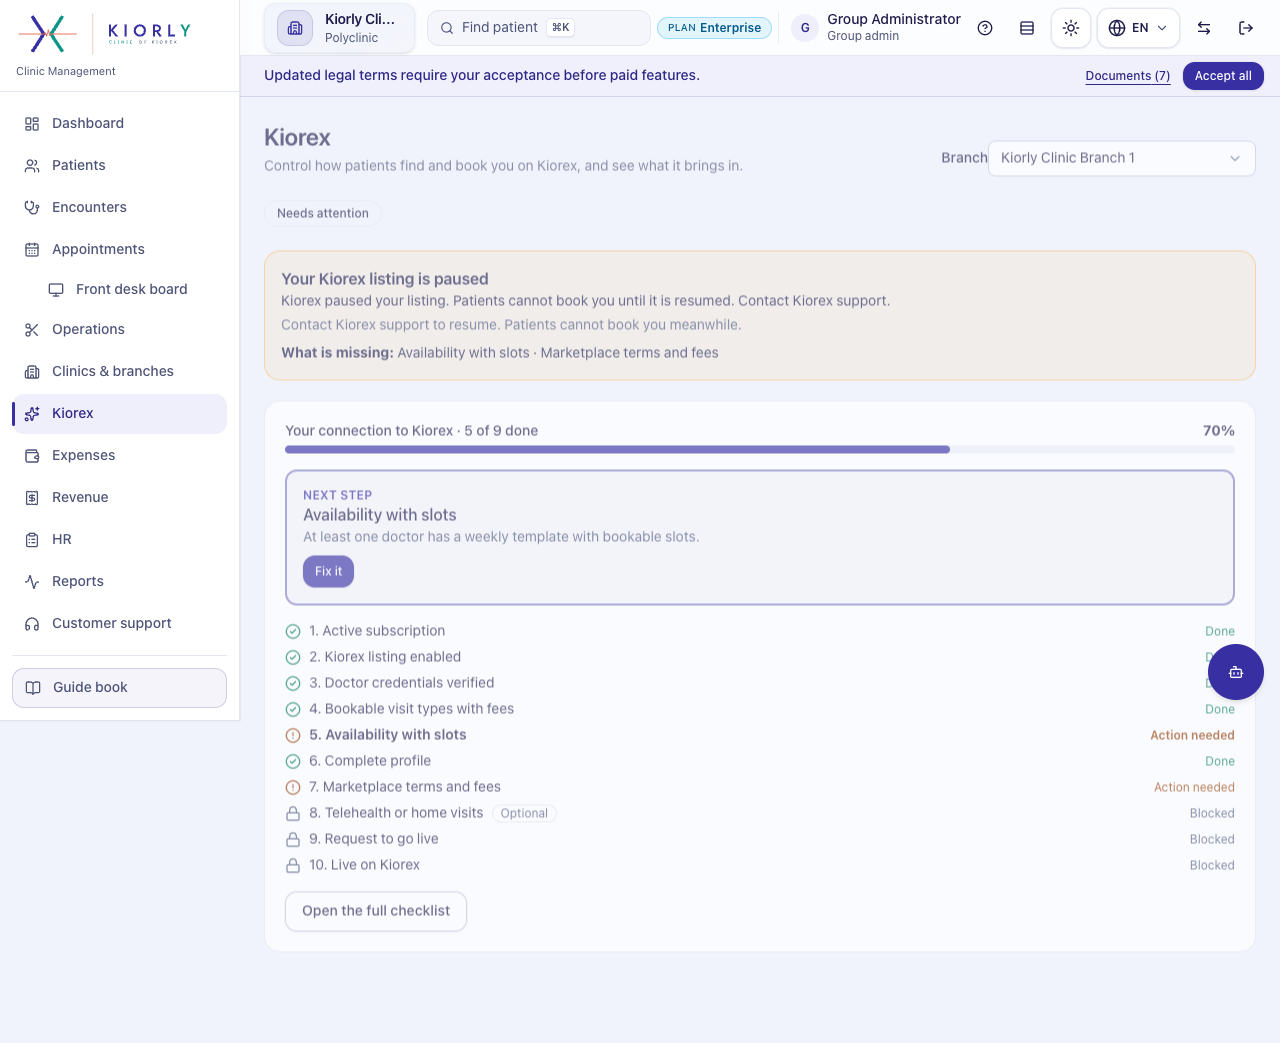 KIORLY
CLINIC OF KIOREX
Clinic Management
Dashboard
Patients
Encounters
Appointments
Front desk board
Operations
Clinics & branches
Kiorex
Expenses
Revenue
HR
Reports
Customer support
Guide book
Kiorly Cli...
Polyclinic
Find patient ⌘K
PLAN Enterprise
G
Group Administrator
Group admin
EN
Updated legal terms require your acceptance before paid features.
Documents (7)
Accept all
Kiorex
Control how patients find and book you on Kiorex, and see what it brings in.
Branch
Kiorly Clinic Branch 1
Needs attention
Your Kiorex listing is paused
Kiorex paused your listing. Patients cannot book you until it is resumed. Contact Kiorex support.
Contact Kiorex support to resume. Patients cannot book you meanwhile.
What is missing: Availability with slots · Marketplace terms and fees
Your connection to Kiorex · 5 of 9 done 70%
NEXT STEP
Availability with slots
At least one doctor has a weekly template with bookable slots.
Fix it
1. Active subscription Done
2. Kiorex listing enabled
3. Doctor credentials verified
4. Bookable visit types with fees Done
5. Availability with slots Action needed
6. Complete profile Done
7. Marketplace terms and fees Action needed
8. Telehealth or home visits Optional Blocked
9. Request to go live Blocked
10. Live on Kiorex Blocked
Open the full checklist